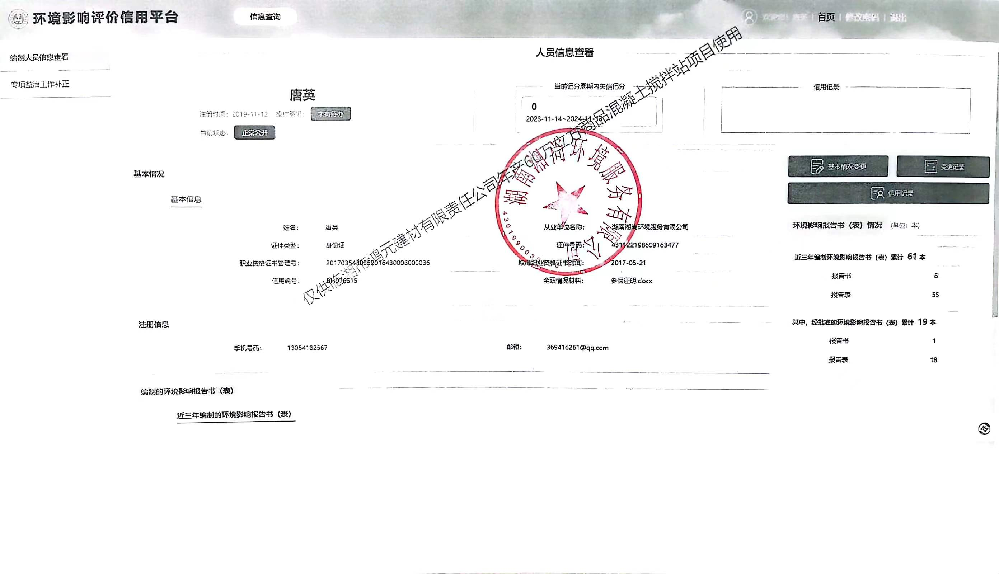 环境影响评价信用平台
信息查询
首页 | 修改密码 | 退出
编制人员信息查看
专项整治工作补正
人员信息查看
唐英
注册时间：2019-11-12
当前状态：
正常公开
当前记分周期内失信记分
0
2023-11-14~2024-11-13
信用记录
基本情况变更
变更记录
信用记录
基本情况
基本信息
姓名：
唐英
从业单位名称：
湖南湘尚环境服务有限公司
证件类型：
身份证
证件号码：
431122198609163477
职业资格证书管理号：
2017035430352016430006000036
取得职业资格证书时间：
2017-05-21
信用编号：
BH016615
全职情况材料：
参保证明.docx
注册信息
手机号码：
13054182567
邮箱：
369416261@qq.com
编制的环境影响报告书（表）
近三年编制的环境影响报告书（表）
环境影响报告书（表）情况 （单位：本）
近三年编制环境影响报告书（表）累计 61 本
报告书 6
报告表 55
其中，经批准的环境影响报告书（表）累计 19 本
报告书 1
报告表 18
仅供临湘市鸿元建材有限责任公司年产60万立方商品混凝土搅拌站项目使用
湖南湘尚环境服务有限公司